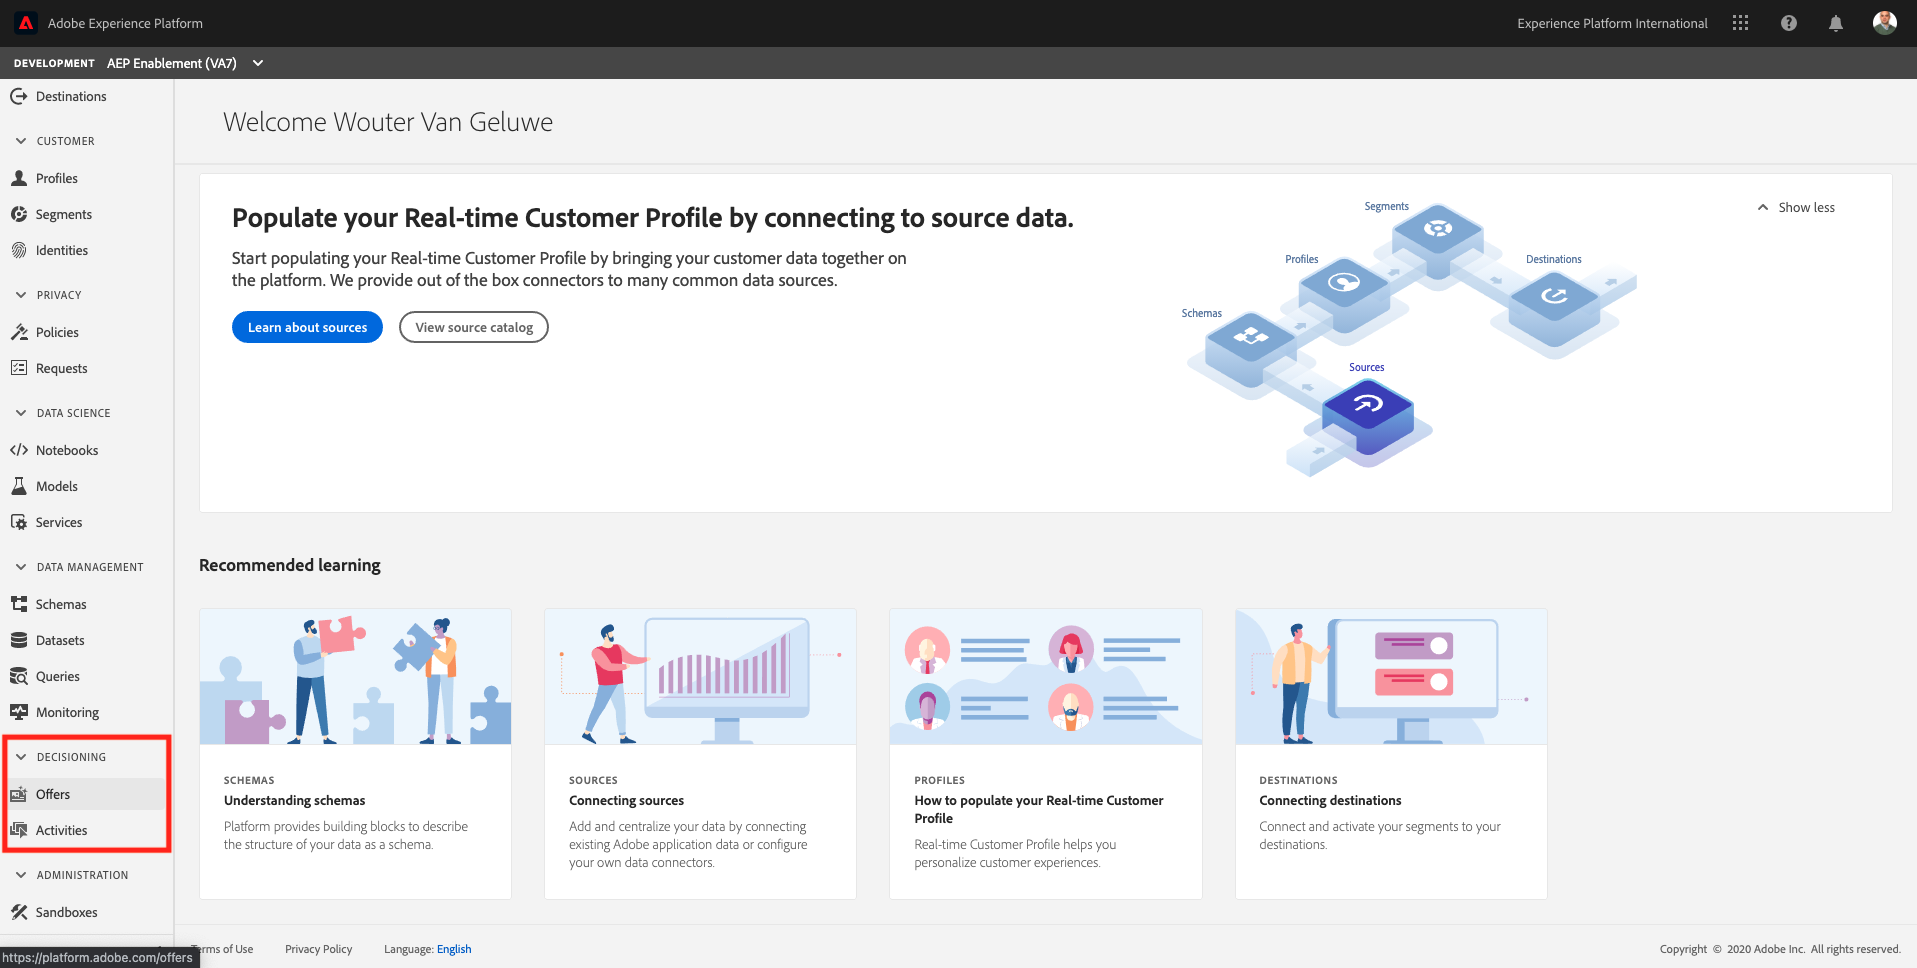 Adobe Experience Platform
Experience Platform International
DEVELOPMENT AEP Enablement (VA7)
Destinations
CUSTOMER
Profiles
Segments
Identities
PRIVACY
Policies
Requests
DATA SCIENCE
Notebooks
Models
Services
DATA MANAGEMENT
Schemas
Datasets
Queries
Monitoring
DECISIONING
Offers
Activities
ADMINISTRATION
Sandboxes
https://platform.adobe.com/offers
Welcome Wouter Van Geluwe
Populate your Real-time Customer Profile by connecting to source data.
Start populating your Real-time Customer Profile by bringing your customer data together on
the platform. We provide out of the box connectors to many common data sources.
Learn about sources
View source catalog
Segments
Profiles
Destinations
Schemas
Sources
Show less
Recommended learning
SCHEMAS
Understanding schemas
Platform provides building blocks to describe
the structure of your data as a schema.
SOURCES
Connecting sources
Add and centralize your data by connecting
existing Adobe application data or configure
your own data connectors.
PROFILES
How to populate your Real-time Customer
Profile
Real-time Customer Profile helps you
personalize customer experiences.
DESTINATIONS
Connecting destinations
Connect and activate your segments to your
destinations.
rms of Use
Privacy Policy
Language: English
Copyright © 2020 Adobe Inc. All rights reserved.